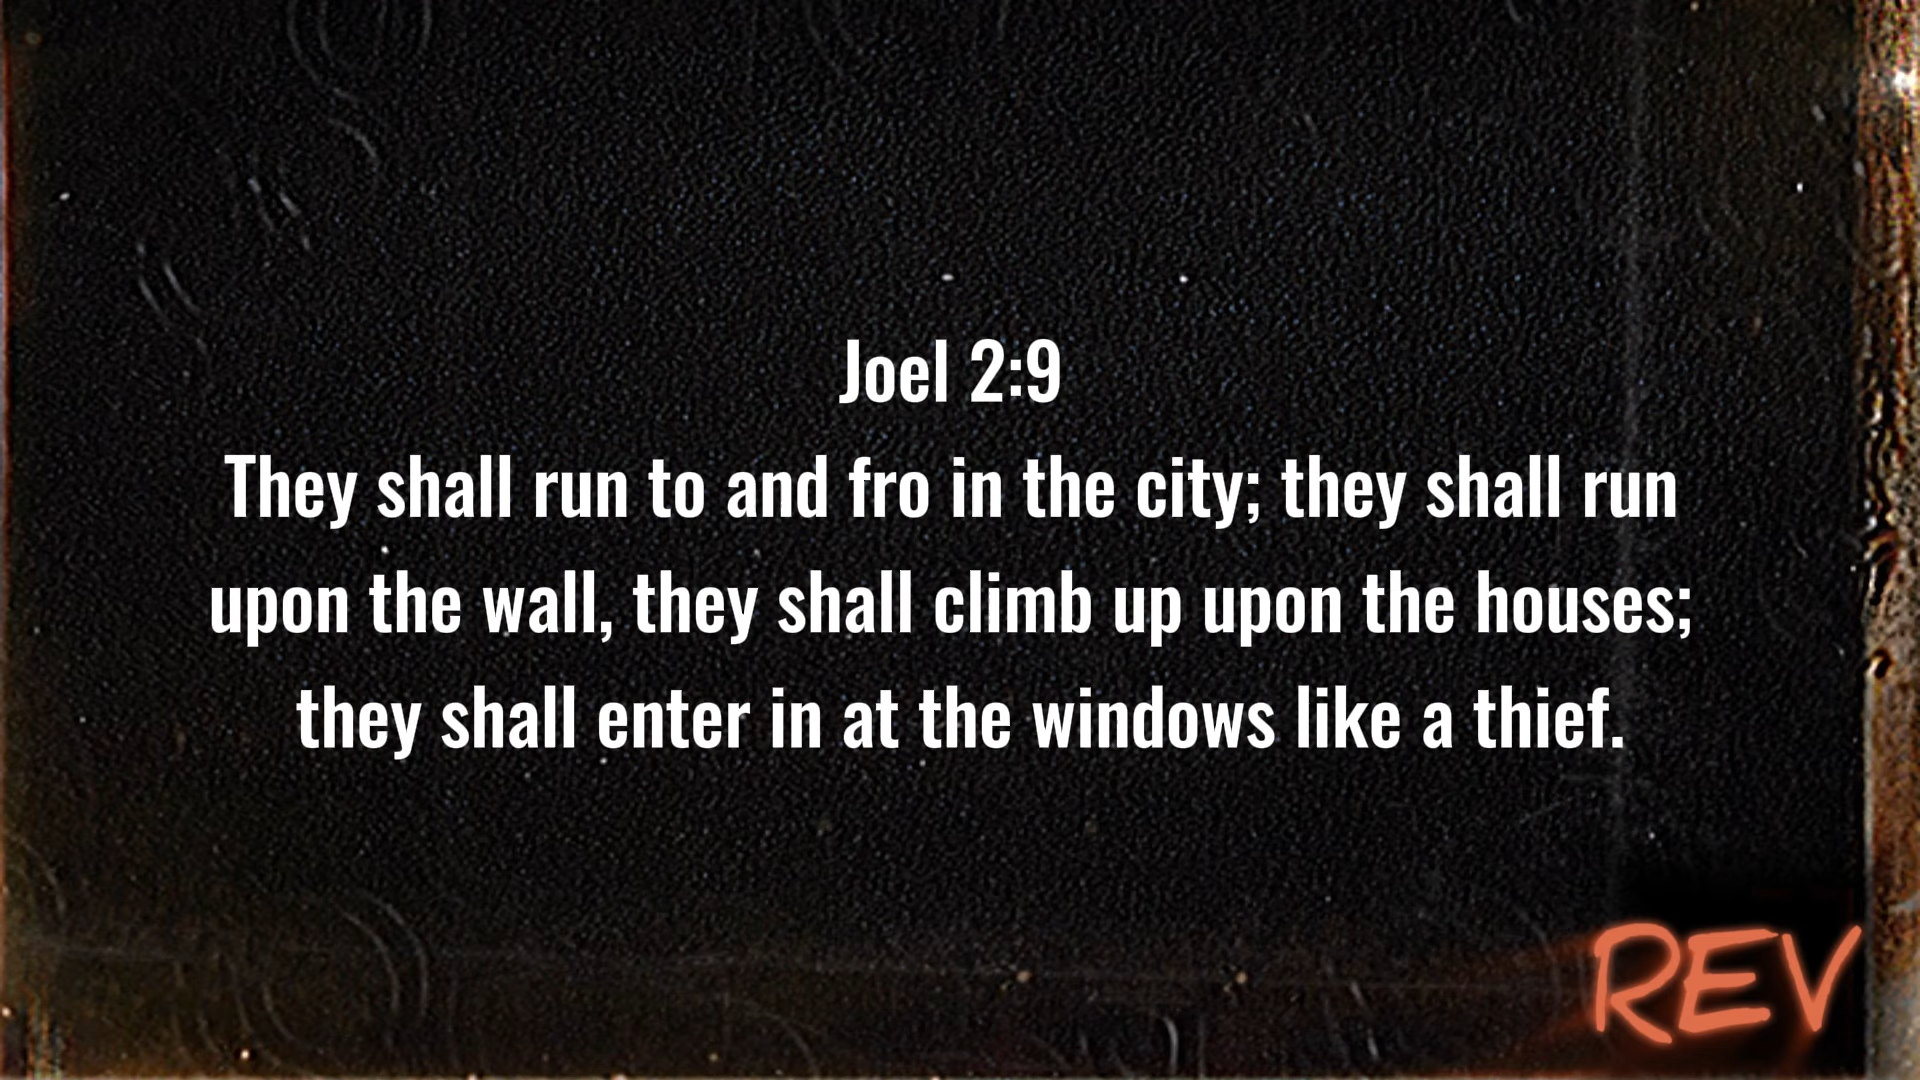 Joel 2:9
They shall run to and fro in the city; they shall run
upon the wall, they shall climb up upon the houses;
they shall enter in at the windows like a thief.
REV